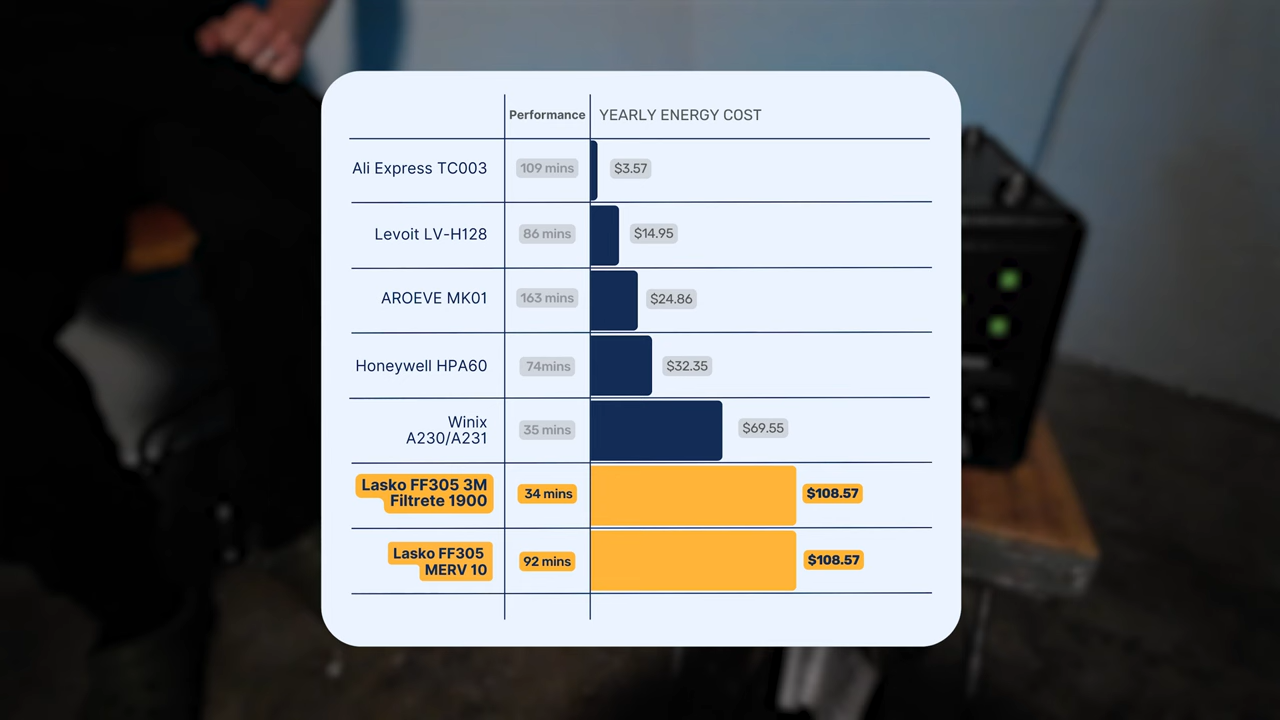 Performance YEARLY ENERGY COST
Ali Express TC003 109 mins $3.57
Levoit LV-H128 86 mins $14.95
AROEVE MK01 163 mins $24.86
Honeywell HPA60 74mins $32.35
Winix
A230/A231 35 mins $69.55
Lasko FF305 3M
Filtrete 1900 34 mins $108.57
Lasko FF305
MERV 10 92 mins $108.57